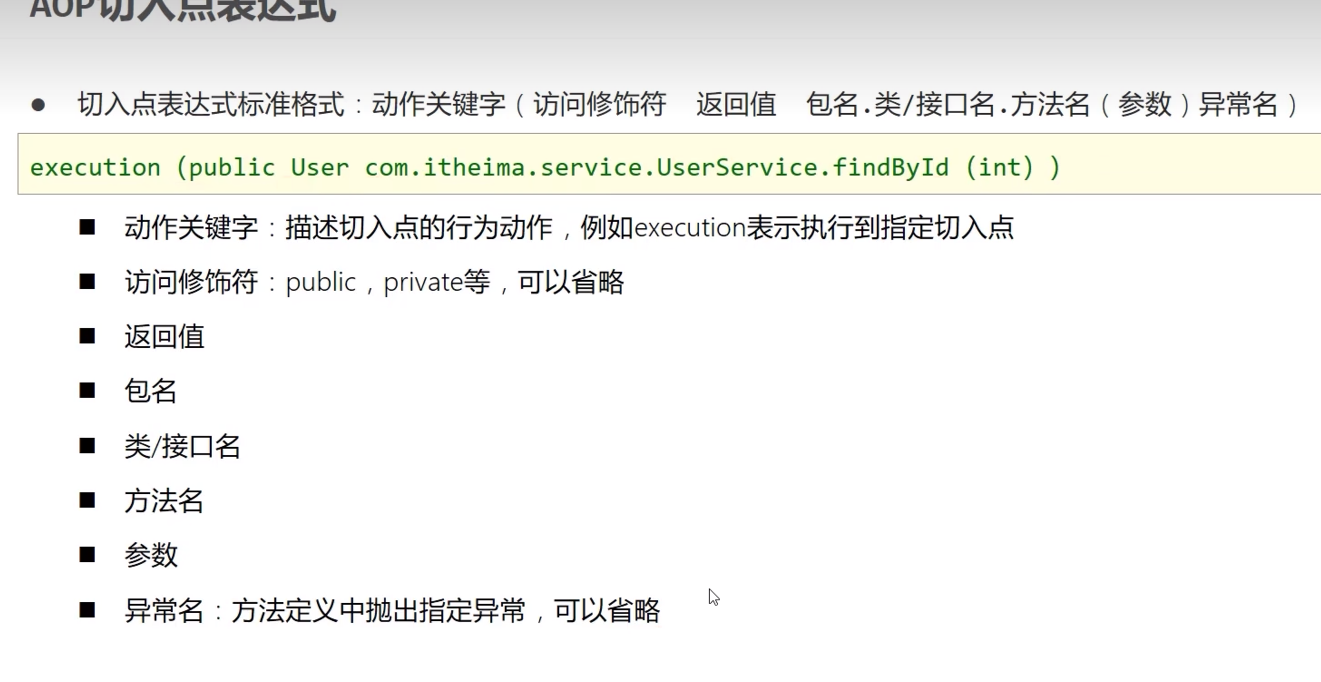 AOP切入点表达式
● 切入点表达式标准格式：动作关键字（访问修饰符 返回值 包名.类/接口名.方法名（参数）异常名）
execution (public User com.itheima.service.UserService.findById (int) )
■ 动作关键字：描述切入点的行为动作，例如execution表示执行到指定切入点
■ 访问修饰符：public，private等，可以省略
■ 返回值
■ 包名
■ 类/接口名
■ 方法名
■ 参数
■ 异常名：方法定义中抛出指定异常，可以省略